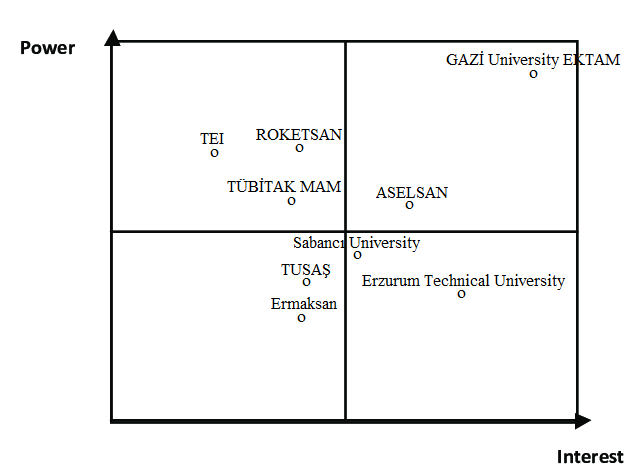 Power
GAZİ University EKTAM
TEI
ROKETSAN
TÜBİTAK MAM
ASELSAN
Sabancı University
TUSAŞ
Erzurum Technical University
Ermaksan
Interest